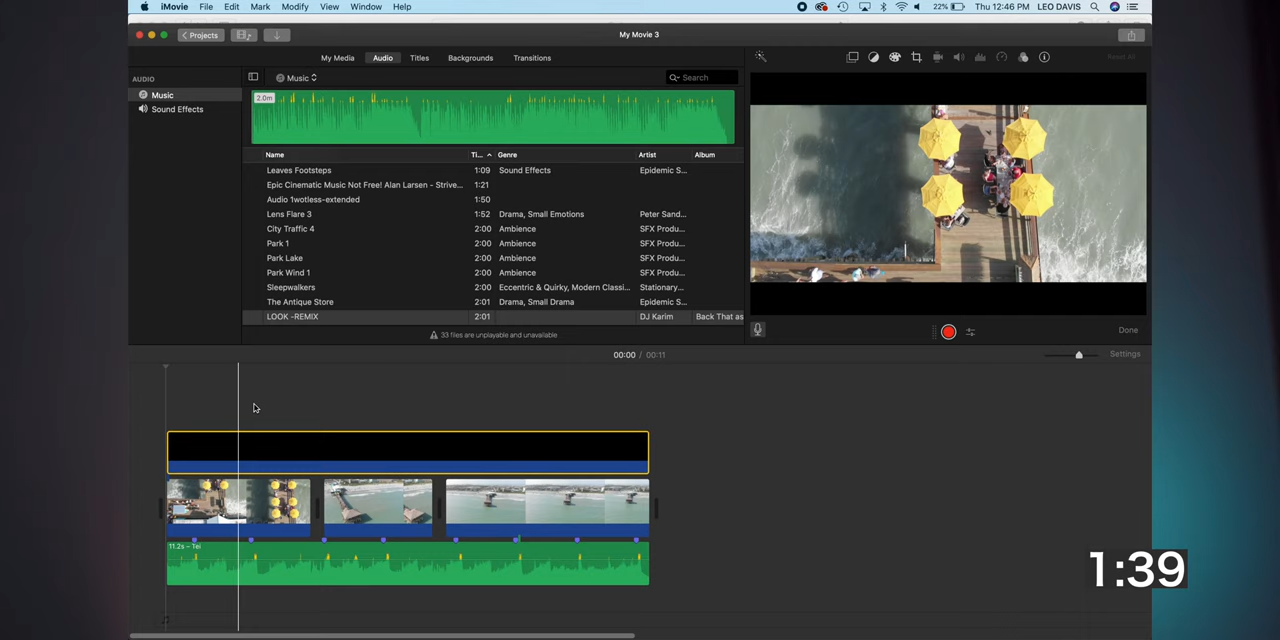 iMovie File Edit Mark Modify View Window Help 22% Thu 12:46 PM LEO DAVIS
Projects My Movie 3
My Media Audio Titles Backgrounds Transitions Reset All
AUDIO Music Search
Music
Sound Effects
2.0m
Name Ti... Genre Artist Album
Leaves Footsteps 1:09 Sound Effects Epidemic S...
Epic Cinematic Music Not Free! Alan Larsen - Strive... 1:21
Audio 1wotless-extended 1:50
Lens Flare 3 1:52 Drama, Small Emotions Peter Sand...
City Traffic 4 2:00 Ambience SFX Produ...
Park 1 2:00 Ambience SFX Produ...
Park Lake 2:00 Ambience SFX Produ...
Park Wind 1 2:00 Ambience SFX Produ...
Sleepwalkers 2:00 Eccentric & Quirky, Modern Classi... Stationary...
The Antique Store 2:01 Drama, Small Drama Epidemic S...
LOOK -REMIX 2:01 DJ Karim Back That as
33 files are unplayable and unavailable Done
00:00 / 00:11 Settings
11.2s – Tei
1:39